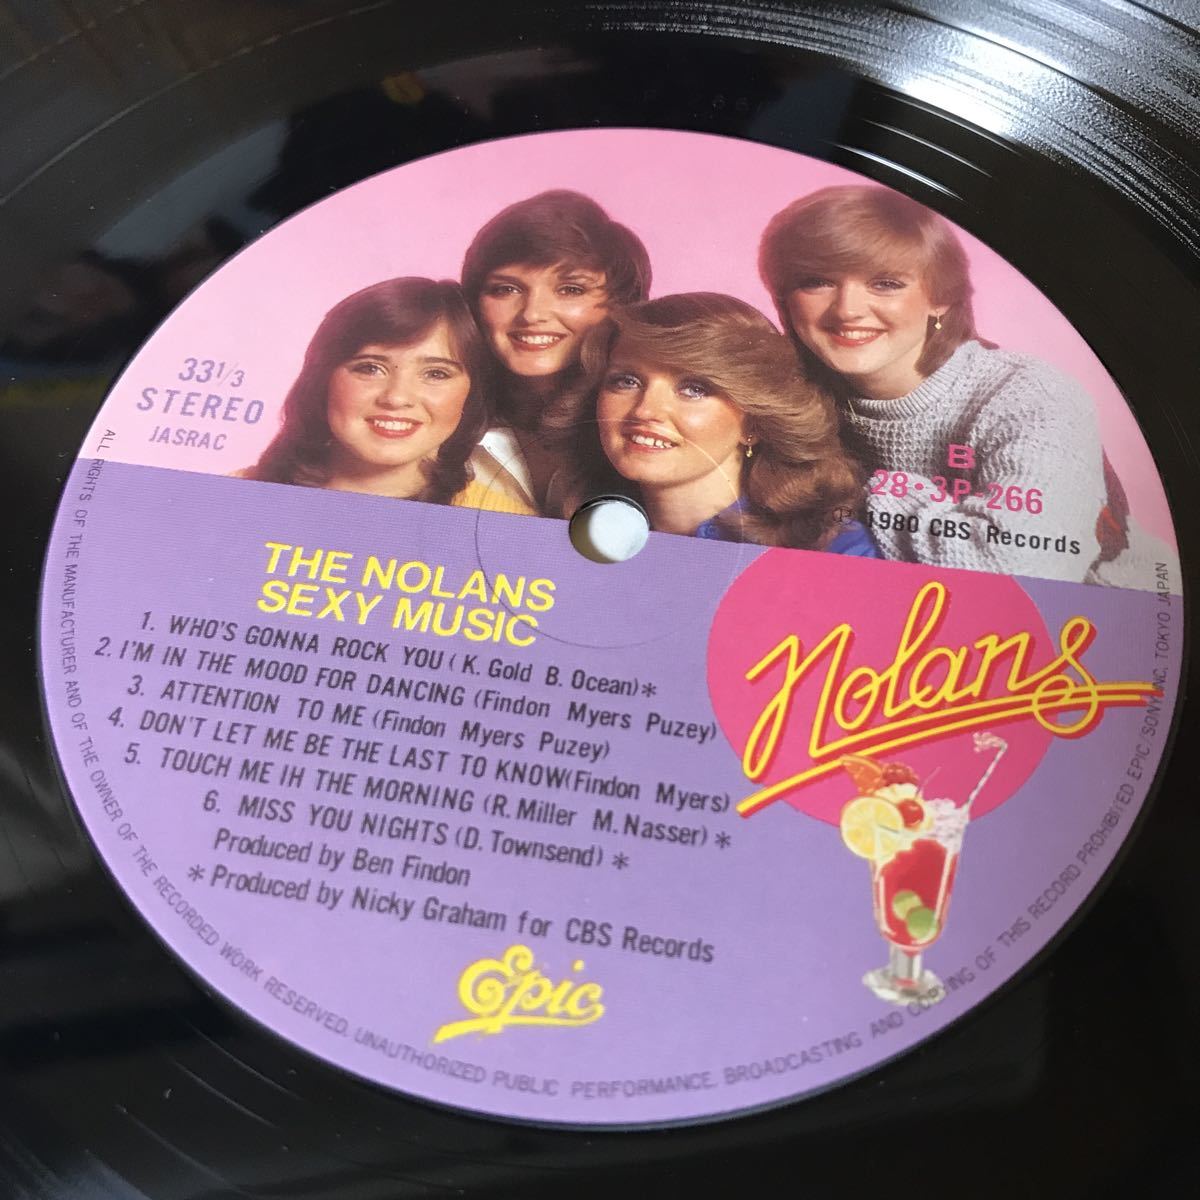 33 1/3
STEREO
JASRAC
B
28・3P-266
Ⓟ 1980 CBS Records
THE NOLANS
SEXY MUSIC
Nolans
1. WHO'S GONNA ROCK YOU (K. Gold B. Ocean)*
2. I'M IN THE MOOD FOR DANCING (Findon Myers Puzey)
3. ATTENTION TO ME (Findon Myers Puzey)
4. DON'T LET ME BE THE LAST TO KNOW(Findon Myers)
5. TOUCH ME IH THE MORNING (R. Miller M. Nasser)*
6. MISS YOU NIGHTS (D. Townsend)*
Produced by Ben Findon
* Produced by Nicky Graham for CBS Records
Epic
ALL RIGHTS OF THE MANUFACTURER AND OF THE OWNER OF THE RECORDED WORK RESERVED. UNAUTHORIZED PUBLIC PERFORMANCE, BROADCASTING AND COPYING OF THIS RECORD PROHIBITED EPIC/SONY INC. TOKYO JAPAN